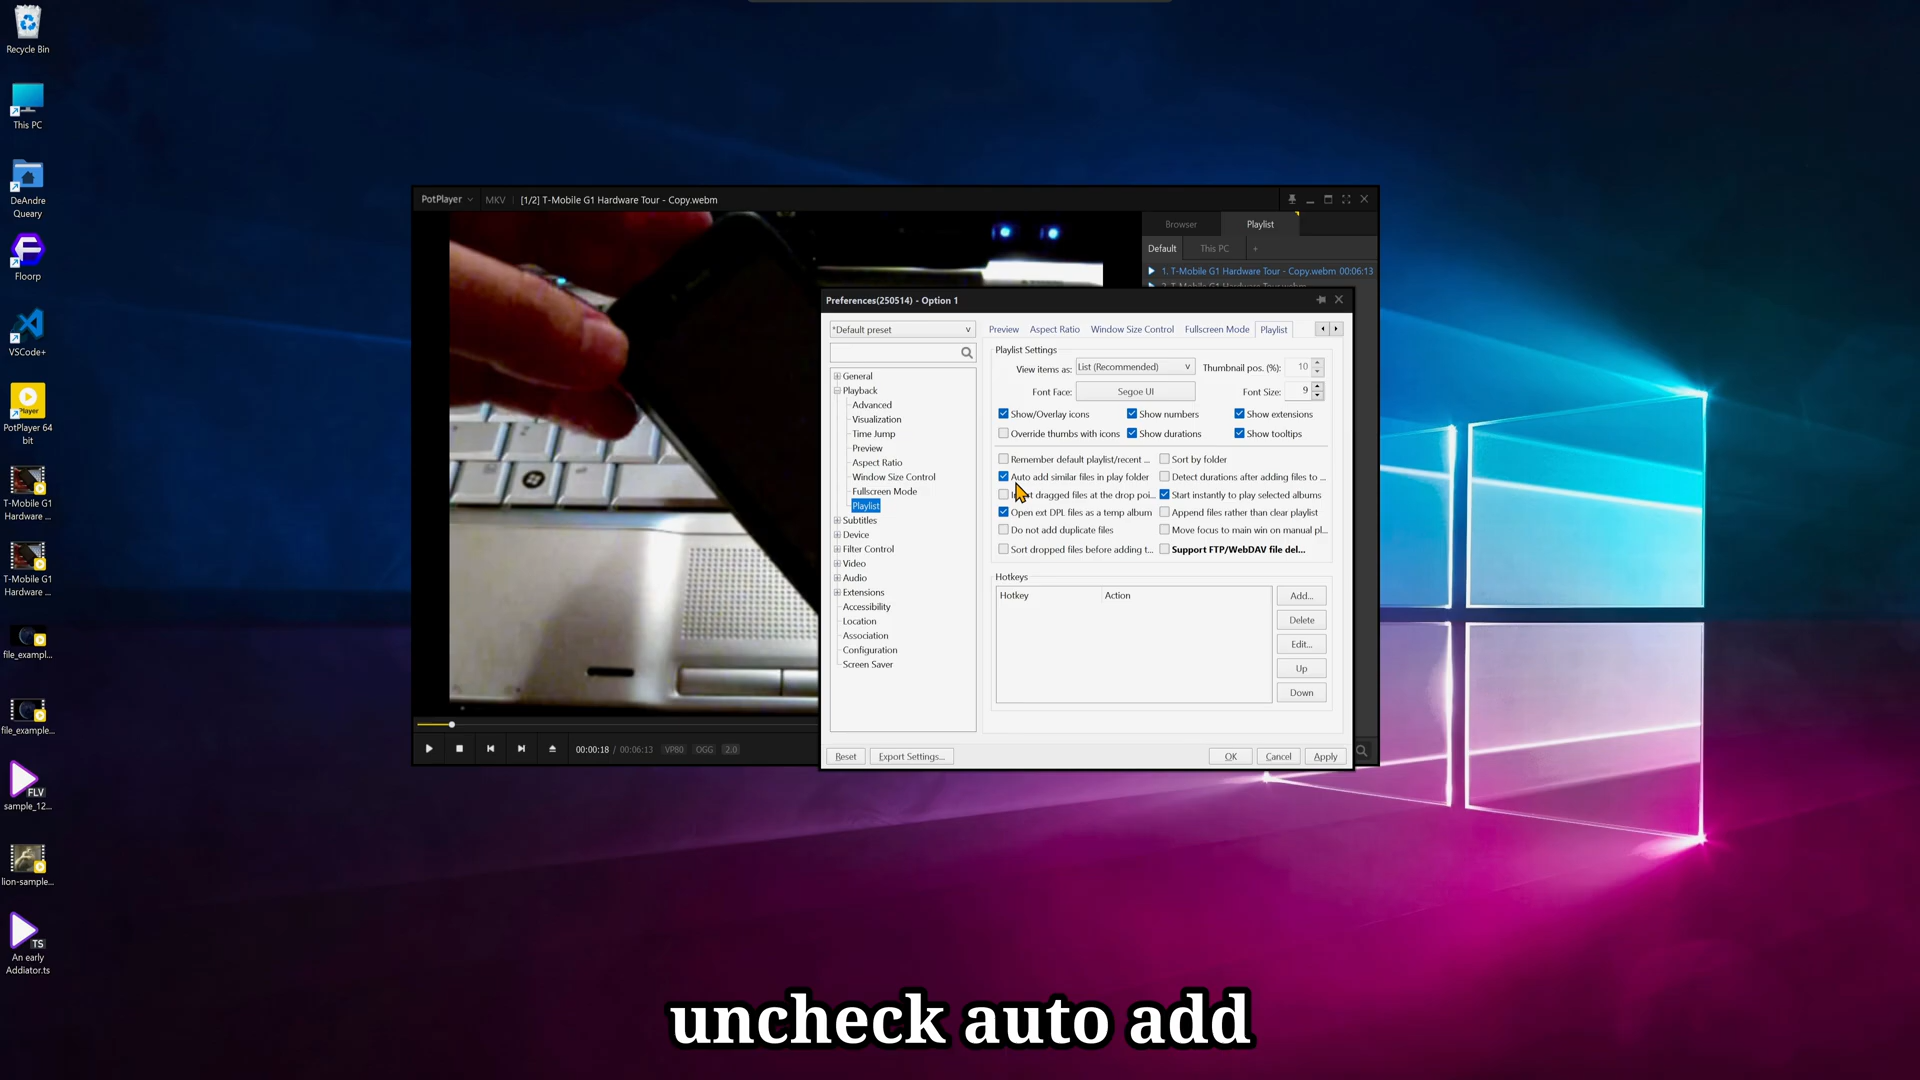 Recycle Bin
This PC
DeAndre
Queary
Floorp
VSCode+
Player
PotPlayer 64
bit
T-Mobile G1
Hardware ...
T-Mobile G1
Hardware ...
file_exampl...
file_example...
FLV
sample_12...
lion-sample...
TS
An early
Addiator.ts
PotPlayer MKV [1/2] T-Mobile G1 Hardware Tour - Copy.webm
Browser Playlist
Default This PC +
1. T-Mobile G1 Hardware Tour - Copy.webm 00:06:13
2. T-Mobile G1 Hardware Tour.webm
Preferences(250514) - Option 1
*Default preset
General
Playback
Advanced
Visualization
Time Jump
Preview
Aspect Ratio
Window Size Control
Fullscreen Mode
Playlist
Subtitles
Device
Filter Control
Video
Audio
Extensions
Accessibility
Location
Association
Configuration
Screen Saver
Preview Aspect Ratio Window Size Control Fullscreen Mode Playlist
Playlist Settings
View items as: List (Recommended) Thumbnail pos. (%): 10
Font Face: Segoe UI Font Size: 9
Show/Overlay icons Show numbers Show extensions
Override thumbs with icons Show durations Show tooltips
Remember default playlist/recent ... Sort by folder
Auto add similar files in play folder Detect durations after adding files to ...
dragged files at the drop poi... Start instantly to play selected albums
Open ext DPL files as a temp album Append files rather than clear playlist
Do not add duplicate files Move focus to main win on manual pl...
Sort dropped files before adding t... Support FTP/WebDAV file del...
Hotkeys
Hotkey Action
Add...
Delete
Edit...
Up
Down
Reset Export Settings... OK Cancel Apply
00:00:18 / 00:06:13 VP80 OGG 2.0
uncheck auto add